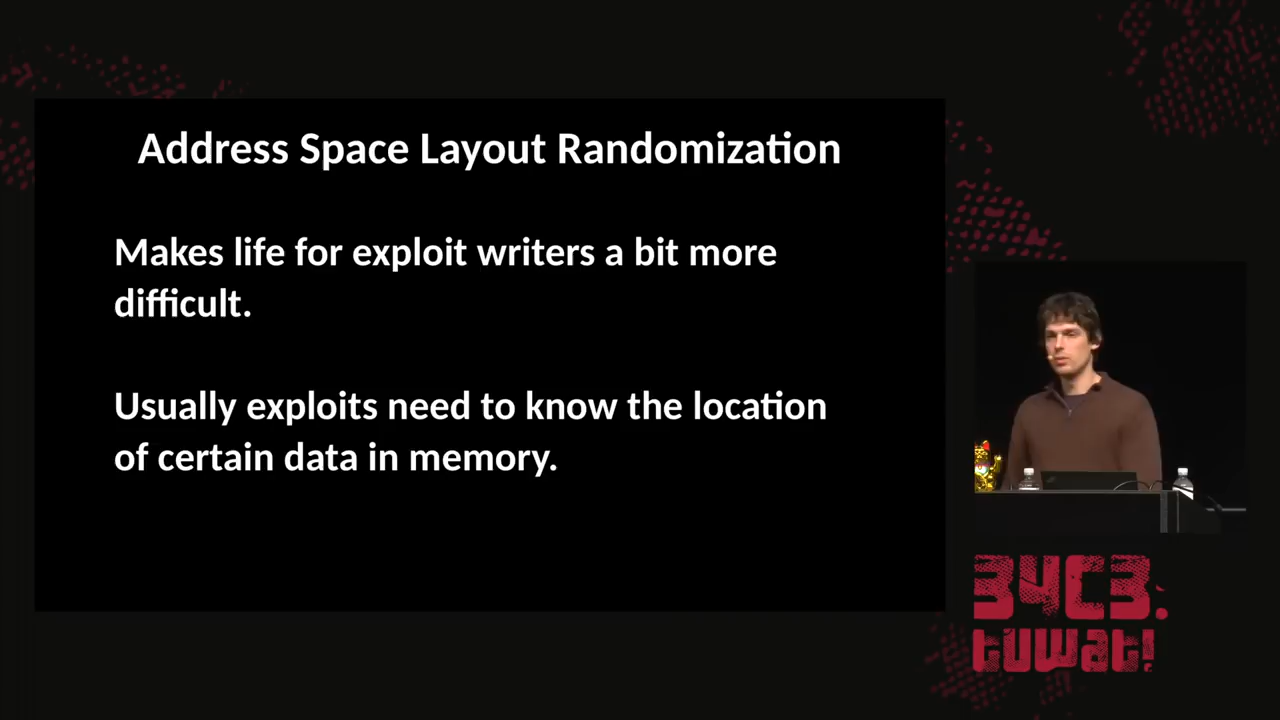 Address Space Layout Randomization
Makes life for exploit writers a bit more
difficult.
Usually exploits need to know the location
of certain data in memory.
34C3.
tuwat!